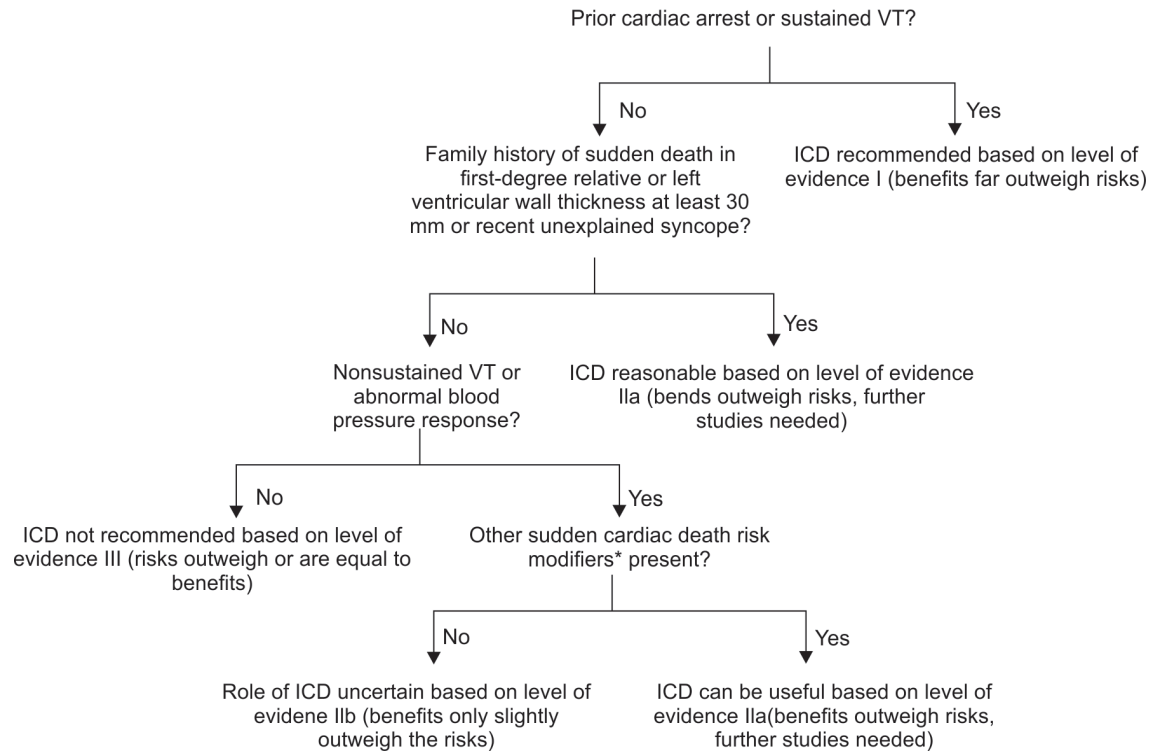 Prior cardiac arrest or sustained VT?
No
Yes
Family history of sudden death in
first-degree relative or left
ventricular wall thickness at least 30
mm or recent unexplained syncope?
ICD recommended based on level of
evidence I (benefits far outweigh risks)
No
Yes
Nonsustained VT or
abnormal blood
pressure response?
ICD reasonable based on level of evidence
IIa (bends outweigh risks, further
studies needed)
No
Yes
ICD not recommended based on level of
evidence III (risks outweigh or are equal to
benefits)
Other sudden cardiac death risk
modifiers* present?
No
Yes
Role of ICD uncertain based on level of
evidene IIb (benefits only slightly
outweigh the risks)
ICD can be useful based on level of
evidence IIa(benefits outweigh risks,
further studies needed)